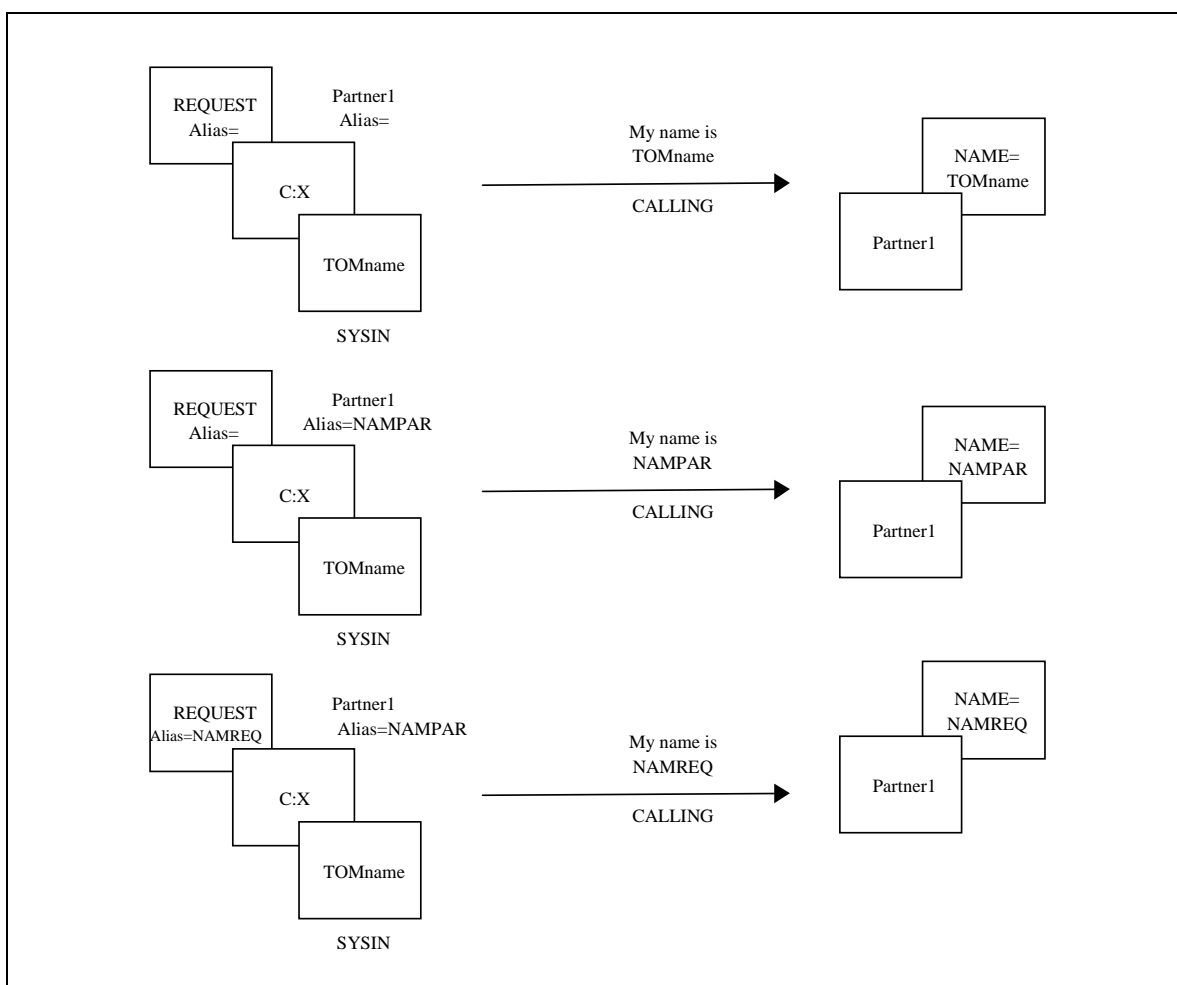 REQUEST
Alias=
Partner1
Alias=
C:X
TOMname
SYSIN
My name is
TOMname
CALLING
NAME=
TOMname
Partner1
REQUEST
Alias=
Partner1
Alias=NAMPAR
C:X
TOMname
SYSIN
My name is
NAMPAR
CALLING
NAME=
NAMPAR
Partner1
REQUEST
Alias=NAMREQ
Partner1
Alias=NAMPAR
C:X
TOMname
SYSIN
My name is
NAMREQ
CALLING
NAME=
NAMREQ
Partner1